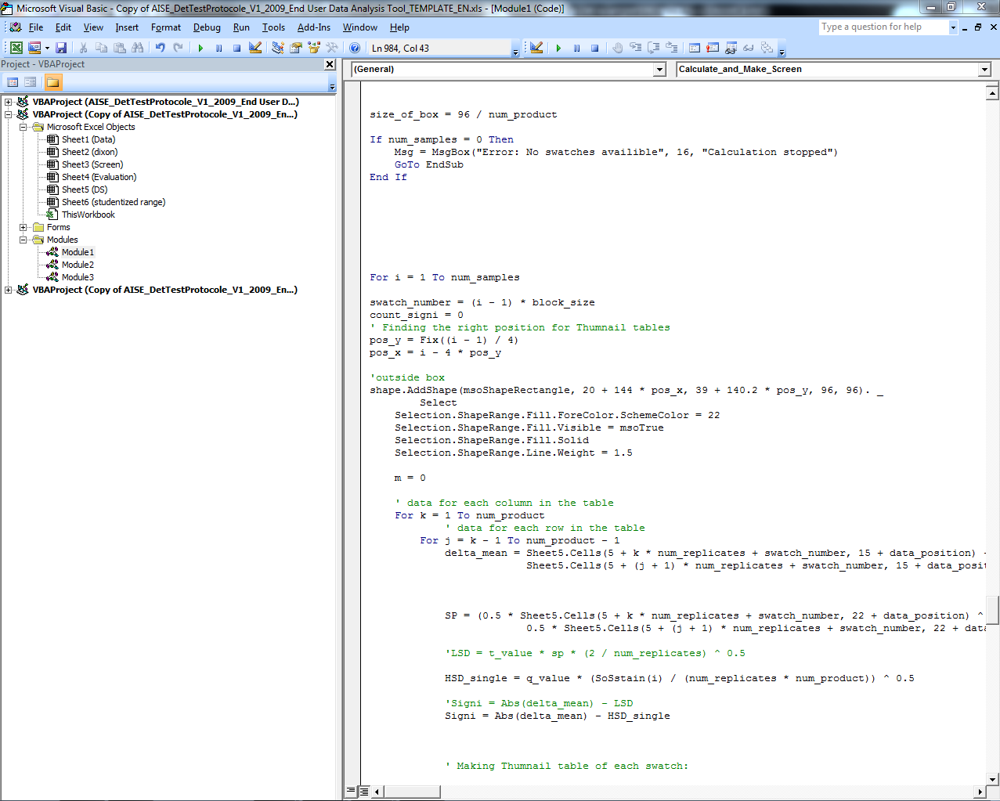 Microsoft Visual Basic - Copy of AISE_DetTestProtocole_V1_2009_End User Data Analysis Tool_TEMPLATE_EN.xls - [Module1 (Code)]
File Edit View Insert Format Debug Run Tools Add-Ins Window Help
Type a question for help
Ln 984, Col 43
Project - VBAProject
(General)
Calculate_and_Make_Screen
VBAProject (AISE_DetTestProtocole_V1_2009_End User D...)
VBAProject (Copy of AISE_DetTestProtocole_V1_2009_En...)
Microsoft Excel Objects
Sheet1 (Data)
Sheet2 (dixon)
Sheet3 (Screen)
Sheet4 (Evaluation)
Sheet5 (DS)
Sheet6 (studentized range)
ThisWorkbook
Forms
Modules
Module1
Module2
Module3
VBAProject (Copy of AISE_DetTestProtocole_V1_2009_En...)
size_of_box = 96 / num_product
If num_samples = 0 Then
Msg = MsgBox("Error: No swatches availible", 16, "Calculation stopped")
GoTo EndSub
End If
For i = 1 To num_samples
swatch_number = (i - 1) * block_size
count_signi = 0
' Finding the right position for Thumnail tables
pos_y = Fix((i - 1) / 4)
pos_x = i - 4 * pos_y
'outside box
shape.AddShape(msoShapeRectangle, 20 + 144 * pos_x, 39 + 140.2 * pos_y, 96, 96). _
Select
Selection.ShapeRange.Fill.ForeColor.SchemeColor = 22
Selection.ShapeRange.Fill.Visible = msoTrue
Selection.ShapeRange.Fill.Solid
Selection.ShapeRange.Line.Weight = 1.5
m = 0
' data for each column in the table
For k = 1 To num_product
' data for each row in the table
For j = k - 1 To num_product - 1
delta_mean = Sheet5.Cells(5 + k * num_replicates + swatch_number, 15 + data_position) -
Sheet5.Cells(5 + (j + 1) * num_replicates + swatch_number, 15 + data_posit
SP = (0.5 * Sheet5.Cells(5 + k * num_replicates + swatch_number, 22 + data_position) ^
0.5 * Sheet5.Cells(5 + (j + 1) * num_replicates + swatch_number, 22 + data
'LSD = t_value * sp * (2 / num_replicates) ^ 0.5
HSD_single = q_value * (SoSstain(i) / (num_replicates * num_product)) ^ 0.5
'Signi = Abs(delta_mean) - LSD
Signi = Abs(delta_mean) - HSD_single
' Making Thumnail table of each swatch: